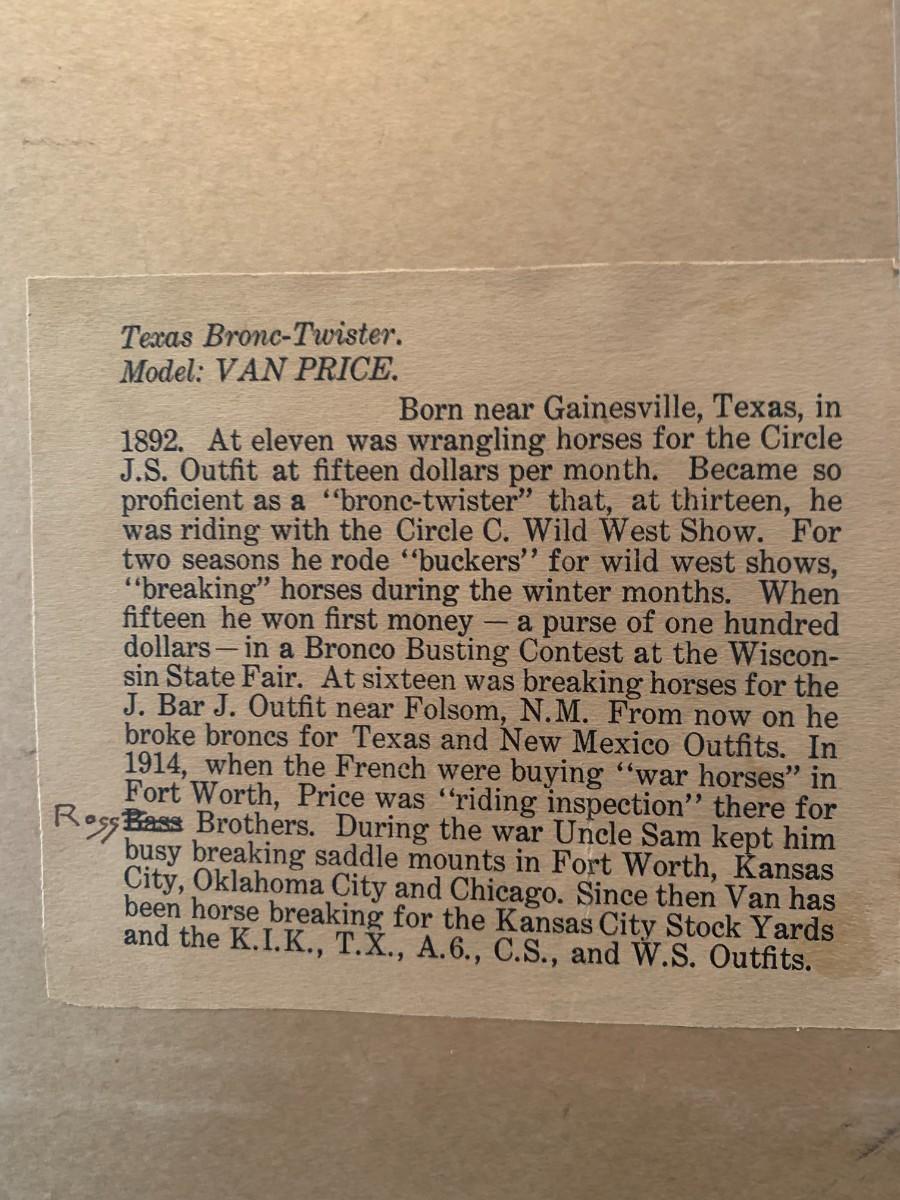 Texas Bronc-Twister.
Model: VAN PRICE.
Born near Gainesville, Texas, in
1892. At eleven was wrangling horses for the Circle
J.S. Outfit at fifteen dollars per month. Became so
proficient as a "bronc-twister" that, at thirteen, he
was riding with the Circle C. Wild West Show. For
two seasons he rode "buckers" for wild west shows,
"breaking" horses during the winter months. When
fifteen he won first money — a purse of one hundred
dollars — in a Bronco Busting Contest at the Wiscon-
sin State Fair. At sixteen was breaking horses for the
J. Bar J. Outfit near Folsom, N.M. From now on he
broke broncs for Texas and New Mexico Outfits. In
1914, when the French were buying "war horses" in
Fort Worth, Price was "riding inspection" there for
Ross Bass Brothers. During the war Uncle Sam kept him
busy breaking saddle mounts in Fort Worth, Kansas
City, Oklahoma City and Chicago. Since then Van has
been horse breaking for the Kansas City Stock Yards
and the K.I.K., T.X., A.6., C.S., and W.S. Outfits.